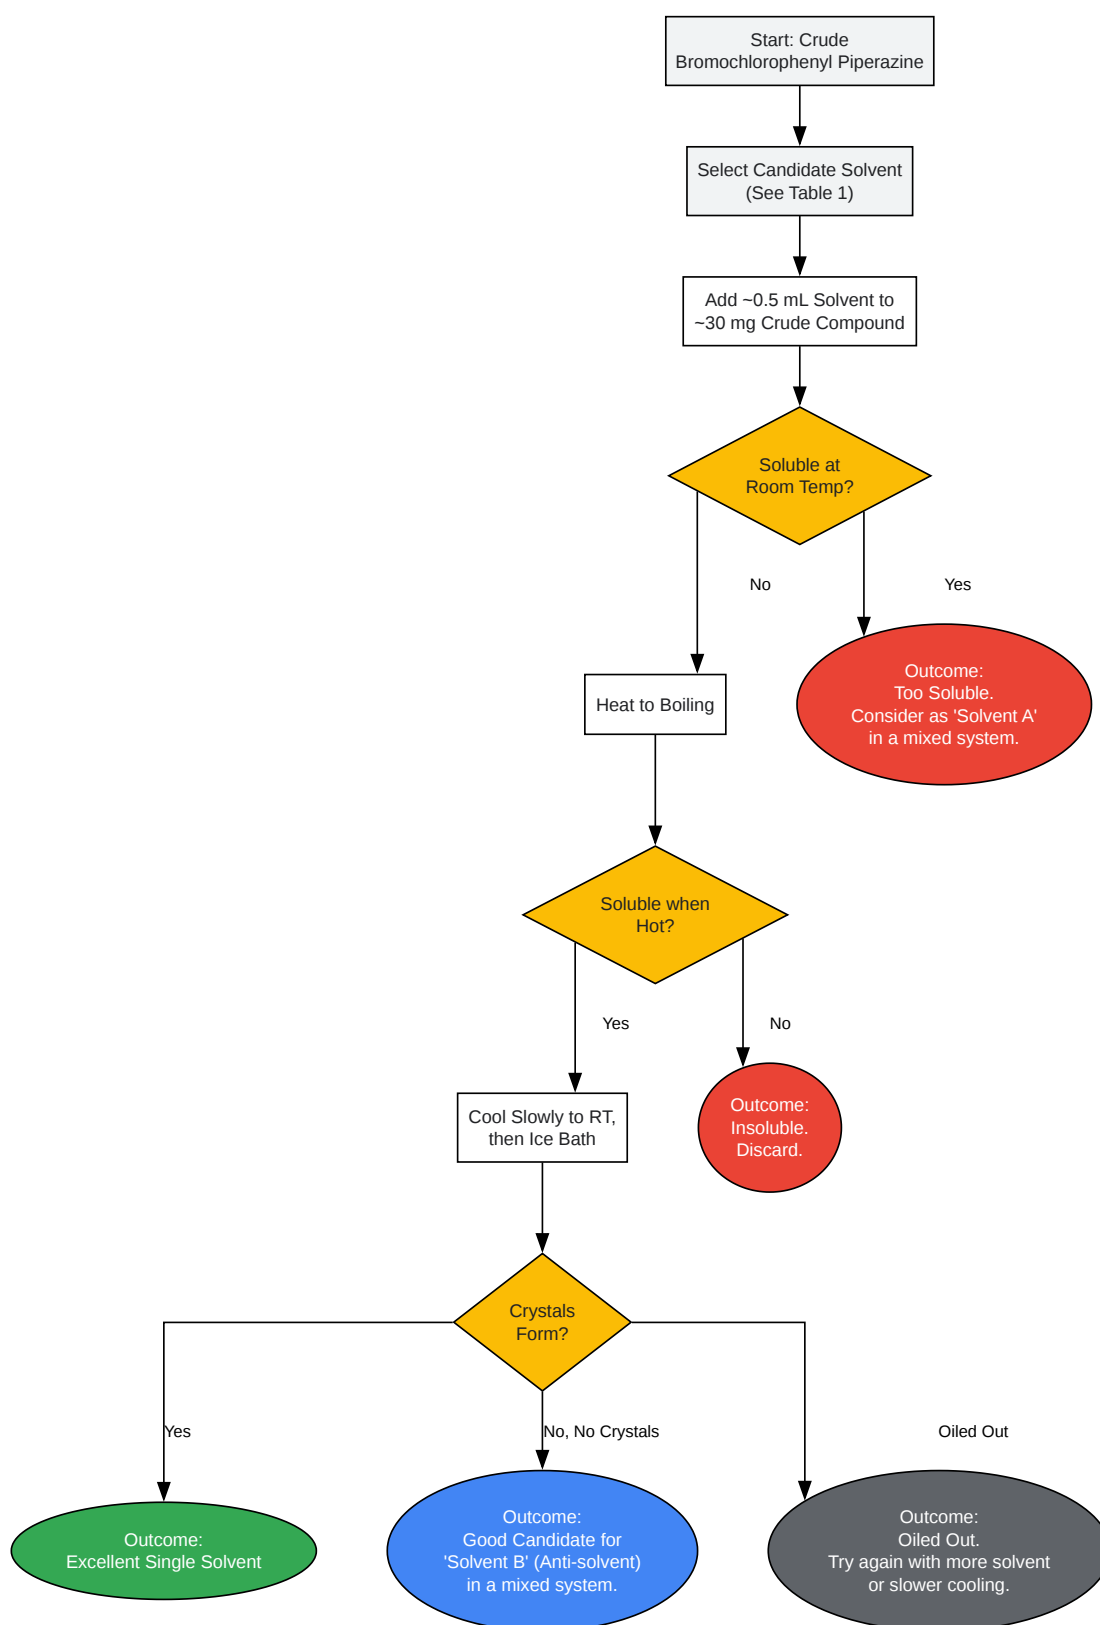 Start: Crude
Bromochlorophenyl Piperazine
Select Candidate Solvent
(See Table 1)
Add ~0.5 mL Solvent to
~30 mg Crude Compound
Soluble at
Room Temp?
No
Yes
Outcome:
Too Soluble.
Consider as 'Solvent A'
in a mixed system.
Heat to Boiling
Soluble when
Hot?
Yes
No
Cool Slowly to RT,
then Ice Bath
Outcome:
Insoluble.
Discard.
Crystals
Form?
Yes
No, No Crystals
Oiled Out
Outcome:
Excellent Single Solvent
Outcome:
Good Candidate for
'Solvent B' (Anti-solvent)
in a mixed system.
Outcome:
Oiled Out.
Try again with more solvent
or slower cooling.